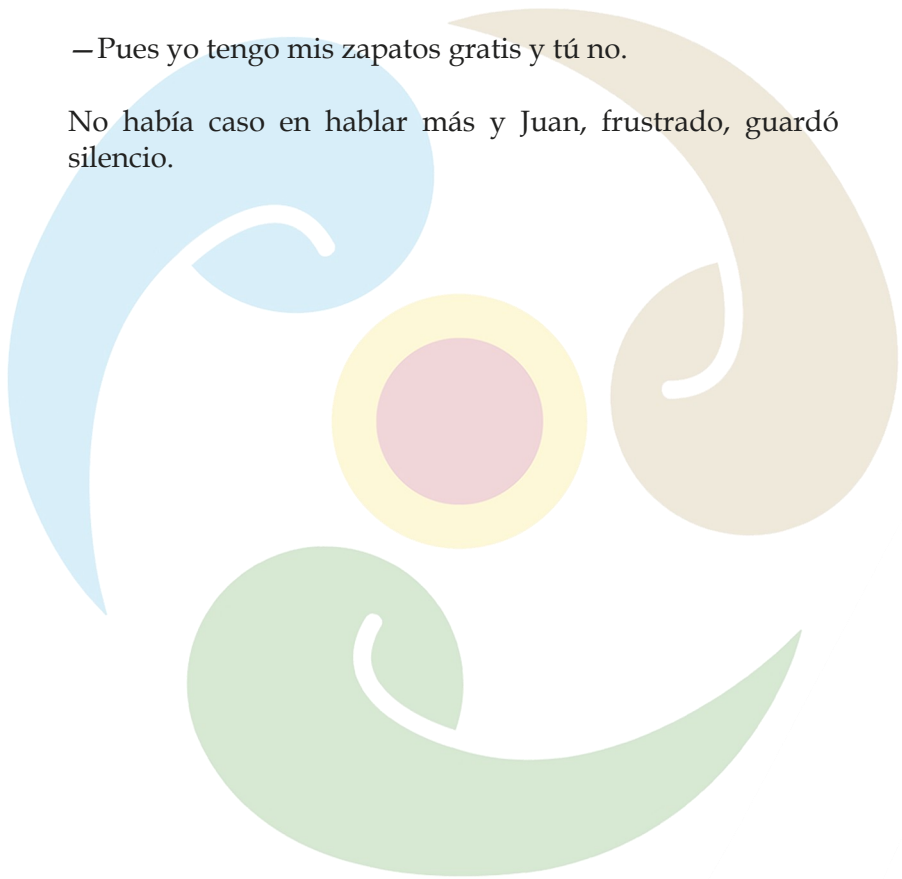 —Pues yo tengo mis zapatos gratis y tú no.
No había caso en hablar más y Juan, frustrado, guardó
silencio.